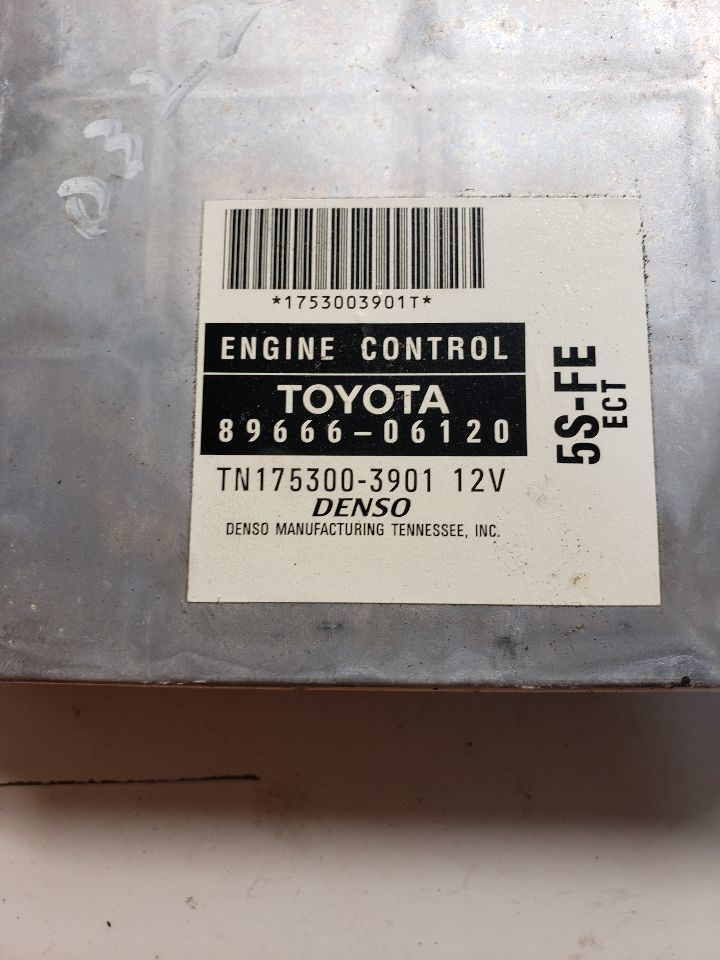 *1753003901T*
ENGINE CONTROL
TOYOTA
89666-06120
TN175300-3901 12V
DENSO
DENSO MANUFACTURING TENNESSEE, INC.
5S-FE
ECT